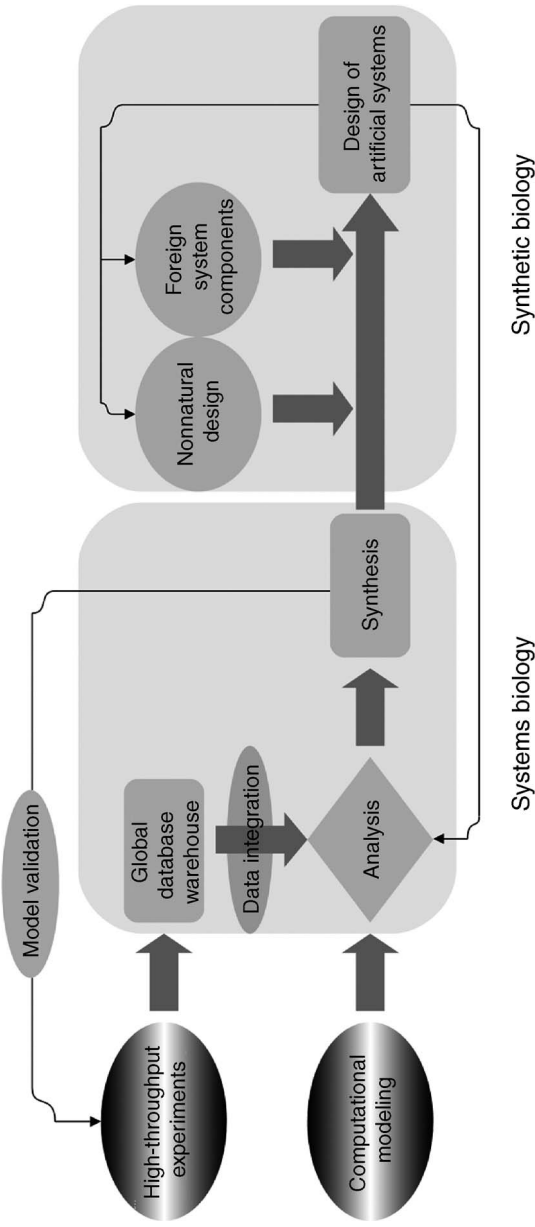 Model validation
High-throughput
experiments
Global
database
warehouse
Data integration
Computational
modeling
Analysis
Synthesis
Nonnatural
design
Foreign
system
components
Design of
artificial systems
Systems biology
Synthetic biology